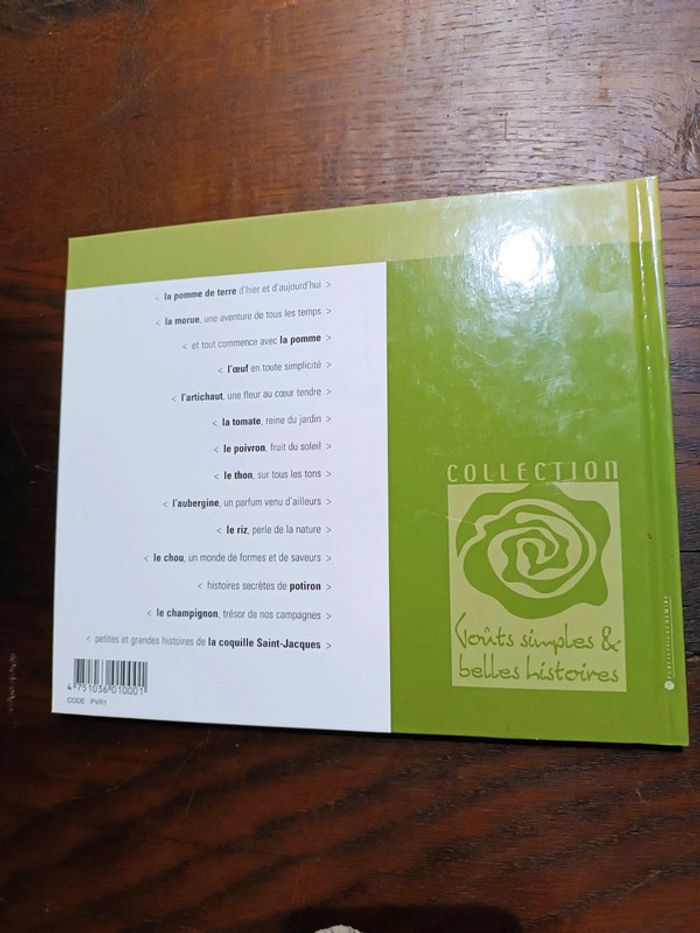 < la pomme de terre d'hier et d'aujourd'hui >
< la morue, une aventure de tous les temps >
< et tout commence avec la pomme >
< l'œuf en toute simplicité >
< l'artichaut, une fleur au cœur tendre >
< la tomate, reine du jardin >
< le poivron, fruit du soleil >
< le thon, sur tous les tons >
< l'aubergine, un parfum venu d'ailleurs >
< le riz, perle de la nature >
< le chou, un monde de formes et de saveurs >
< histoires secrètes de potiron >
< le champignon, trésor de nos campagnes >
< petites et grandes histoires de la coquille Saint-Jacques >
4 751036 010001
CODE PVR1
COLLECTION
Goûts simples &
belles histoires